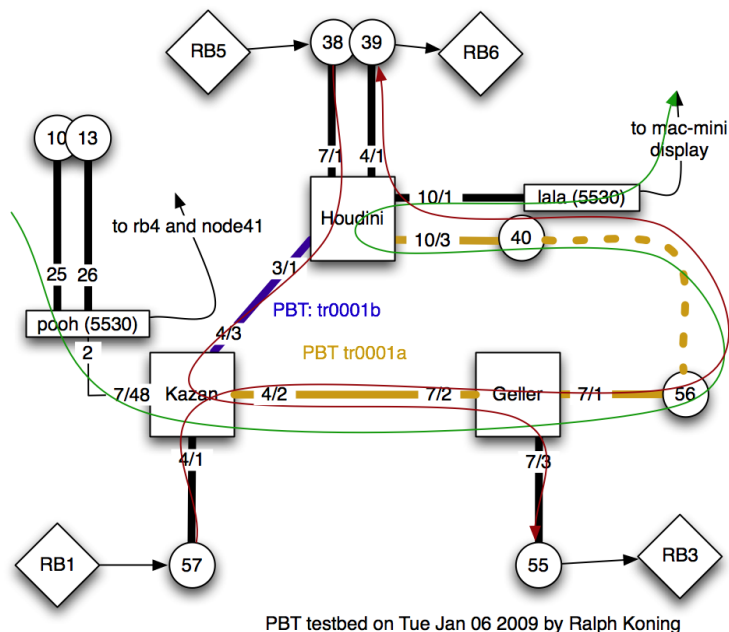 RB5
38
39
RB6
10
13
7/1
4/1
to mac-mini
display
10/1
lala (5530)
Houdini
to rb4 and node41
10/3
40
25
26
3/1
PBT: tr0001b
pooh (5530)
4/3
2
PBT tr0001a
7/48
Kazan
4/2
7/2
Geller
7/1
56
4/1
7/3
RB1
57
55
RB3
PBT testbed on Tue Jan 06 2009 by Ralph Koning